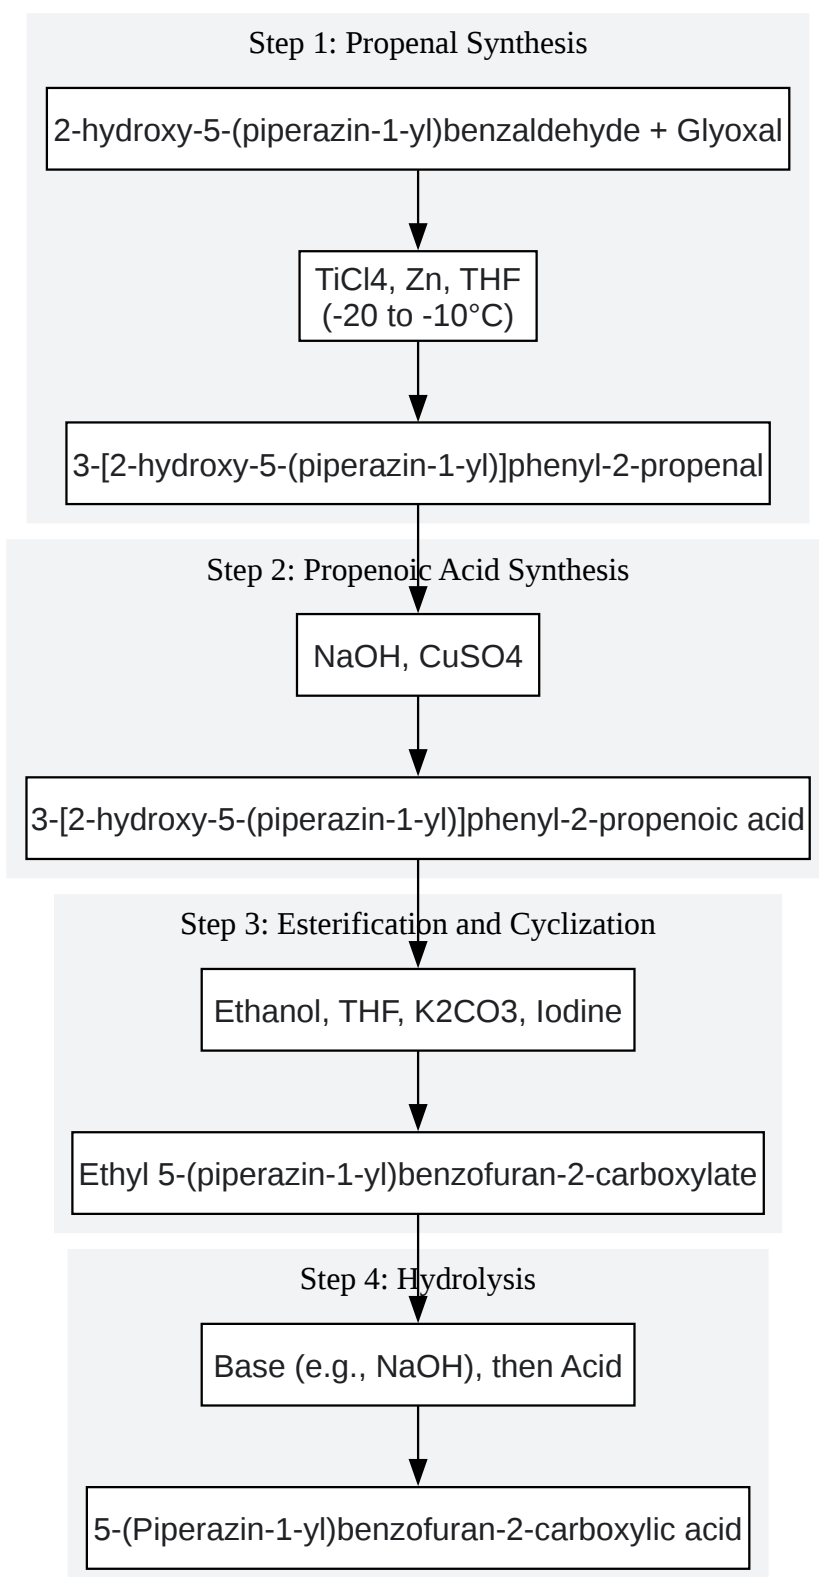 Step 1: Propenal Synthesis
2-hydroxy-5-(piperazin-1-yl)benzaldehyde + Glyoxal
TiCl4, Zn, THF
(-20 to -10°C)
3-[2-hydroxy-5-(piperazin-1-yl)]phenyl-2-propenal
Step 2: Propenoic Acid Synthesis
NaOH, CuSO4
3-[2-hydroxy-5-(piperazin-1-yl)]phenyl-2-propenoic acid
Step 3: Esterification and Cyclization
Ethanol, THF, K2CO3, Iodine
Ethyl 5-(piperazin-1-yl)benzofuran-2-carboxylate
Step 4: Hydrolysis
Base (e.g., NaOH), then Acid
5-(Piperazin-1-yl)benzofuran-2-carboxylic acid